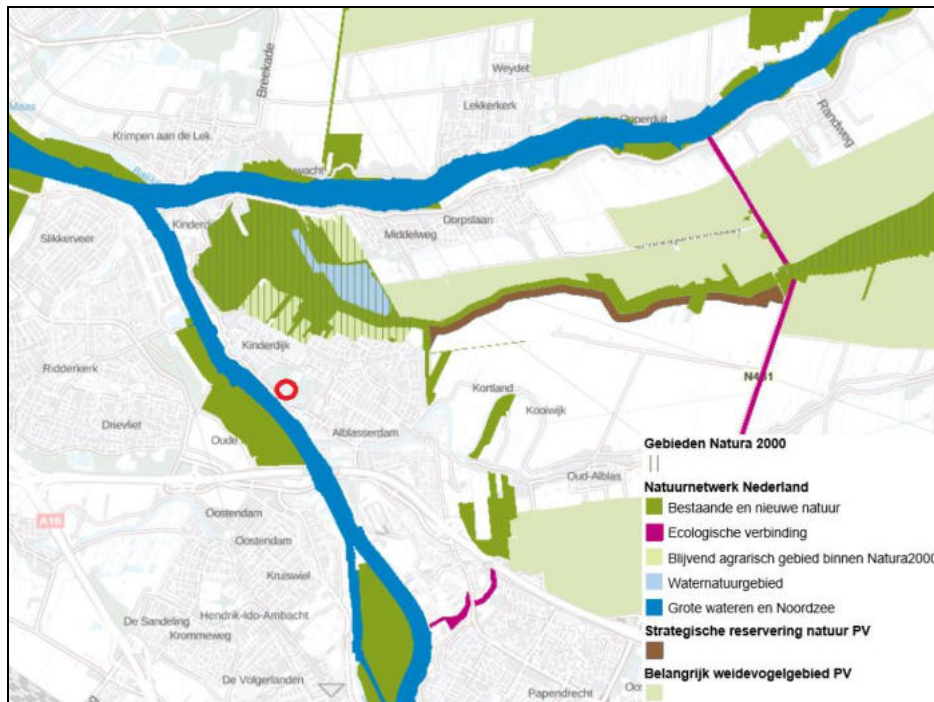 Maas
Breekade
Weydet
Lekkerkerk
Opperduit
Randweg
Krimpen aan de Lek
Kinderd
Slikkerveer
Middelweg
Dorpslaan
Kinderdijk
Ridderkerk
Drievliet
Oude
Alblasserdam
Kortland
Kooiwijk
Oud-Alblas
A16
Oostendam
Oostendam
Kruiswiel
De Sandeling
Hendrik-Ido-Ambacht
Krommeweg
De Volgerlanden
Papendrecht
Gebieden Natura 2000
Natuurnetwerk Nederland
Bestaande en nieuwe natuur
Ecologische verbinding
Blijvend agrarisch gebied binnen Natura2000
Waternatuurgebied
Grote wateren en Noordzee
Strategische reservering natuur PV
Belangrijk weidevogelgebied PV